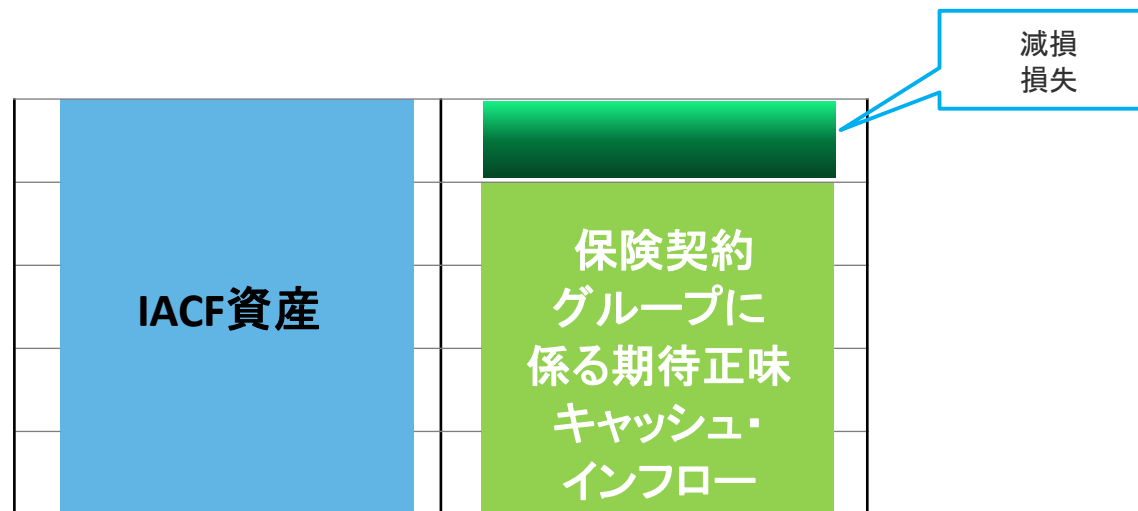 減損
損失
IACF資産
保険契約
グループに
係る期待正味
キャッシュ・
インフロー